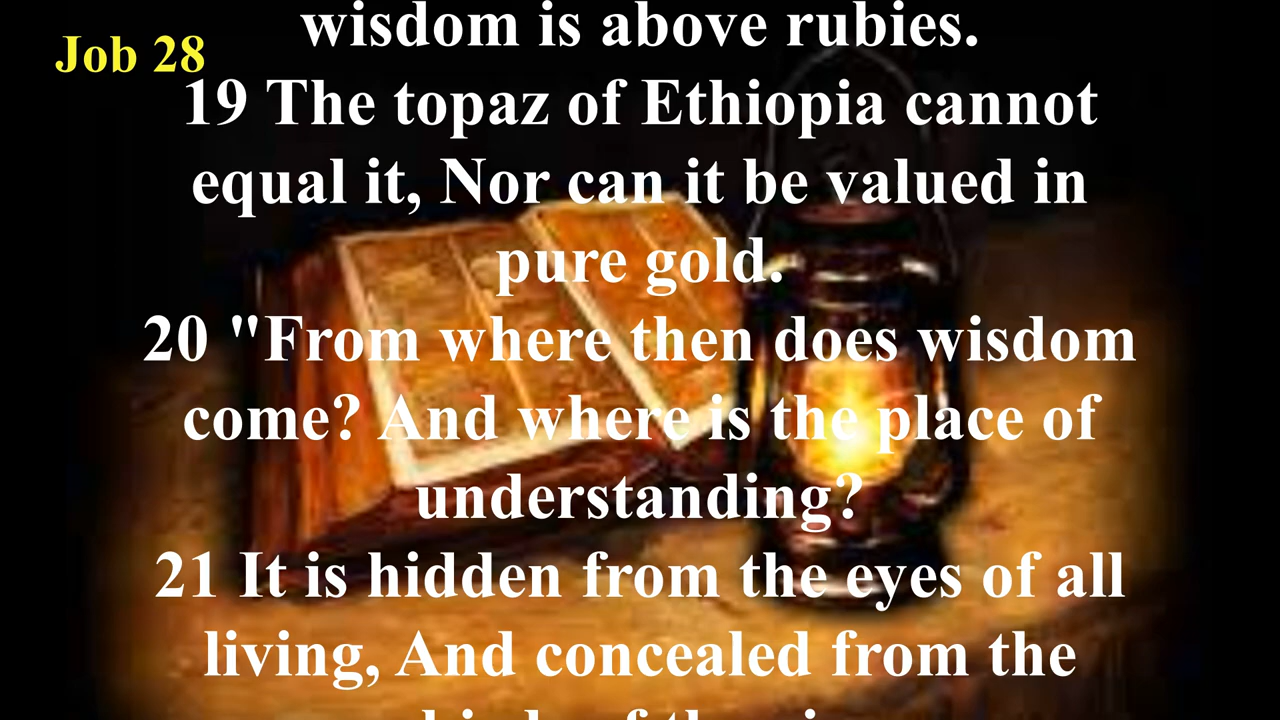 wisdom is above rubies.
Job 28
19 The topaz of Ethiopia cannot
equal it, Nor can it be valued in
pure gold.
20 "From where then does wisdom
come? And where is the place of
understanding?
21 It is hidden from the eyes of all
living, And concealed from the